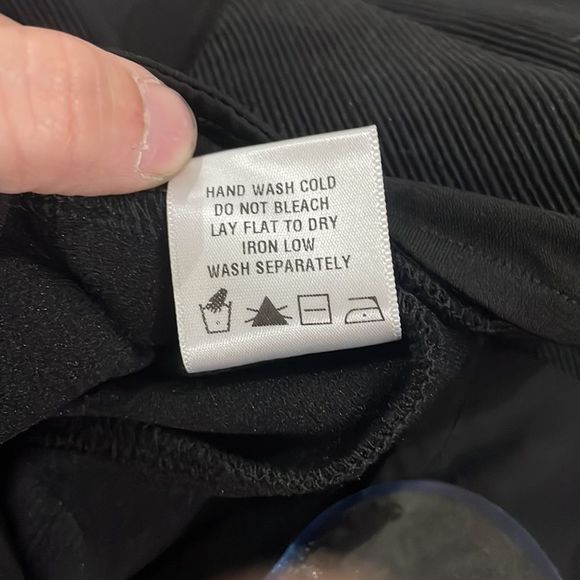 HAND WASH COLD
DO NOT BLEACH
LAY FLAT TO DRY
IRON LOW
WASH SEPARATELY